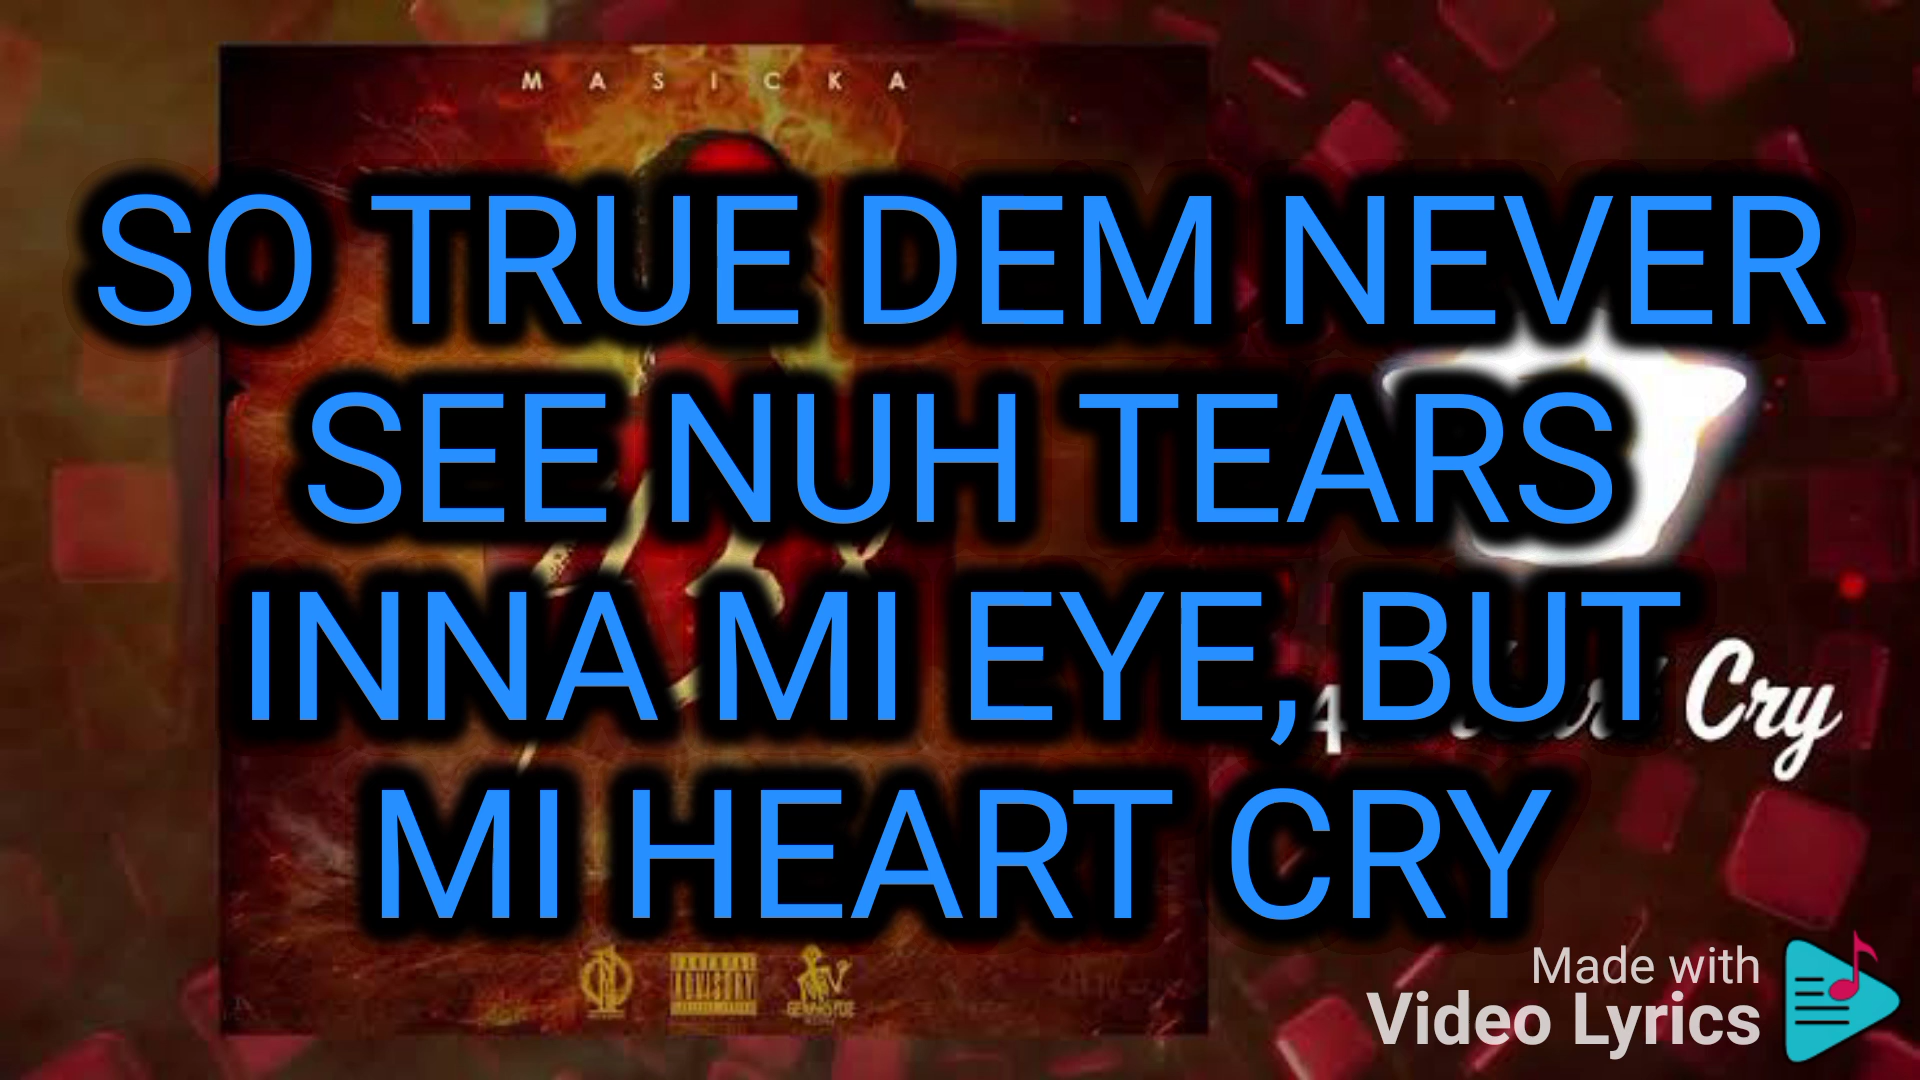 MASICKA
SO TRUE DEM NEVER
SEE NUH TEARS
INNA MI EYE, BUT
MI HEART CRY
Cry
ADVISORY
Made with
Video Lyrics